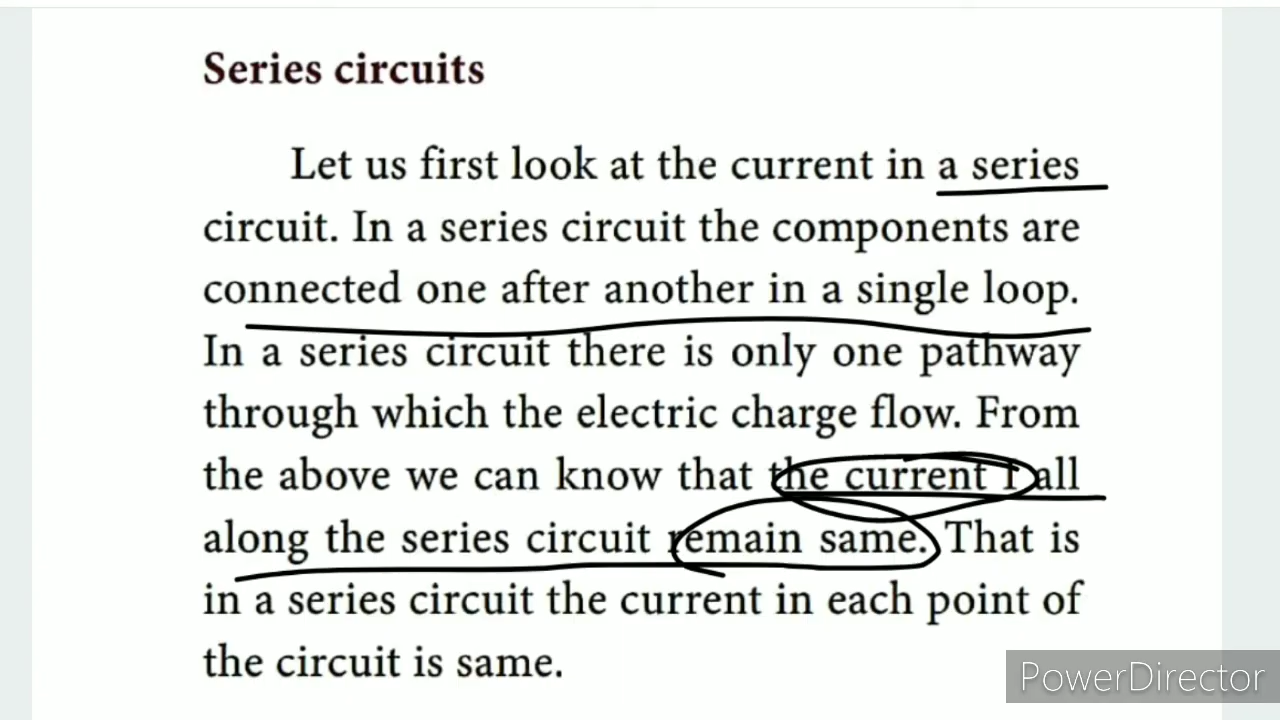 Series circuits
Let us first look at the current in a series
circuit. In a series circuit the components are
connected one after another in a single loop.
In a series circuit there is only one pathway
through which the electric charge flow. From
the above we can know that the current I all
along the series circuit remain same. That is
in a series circuit the current in each point of
the circuit is same.
PowerDirector